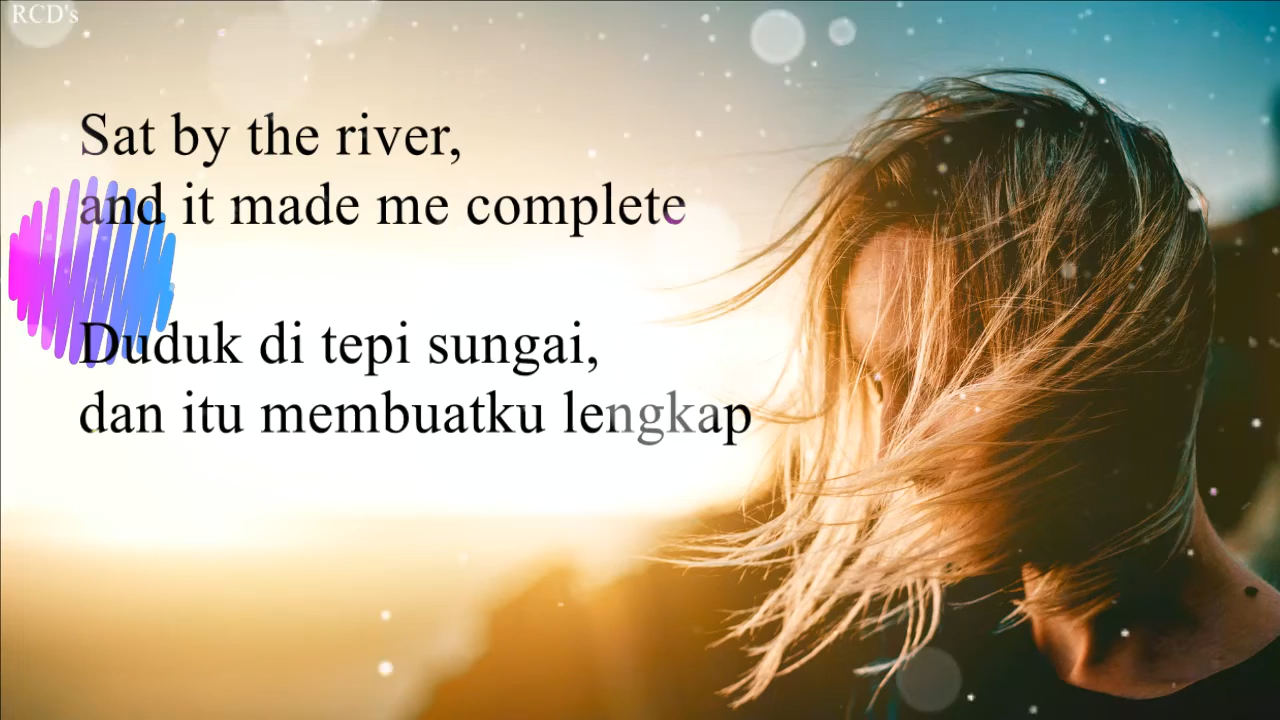 RCD's
Sat by the river,
and it made me complete
Duduk di tepi sungai,
dan itu membuatku lengkap